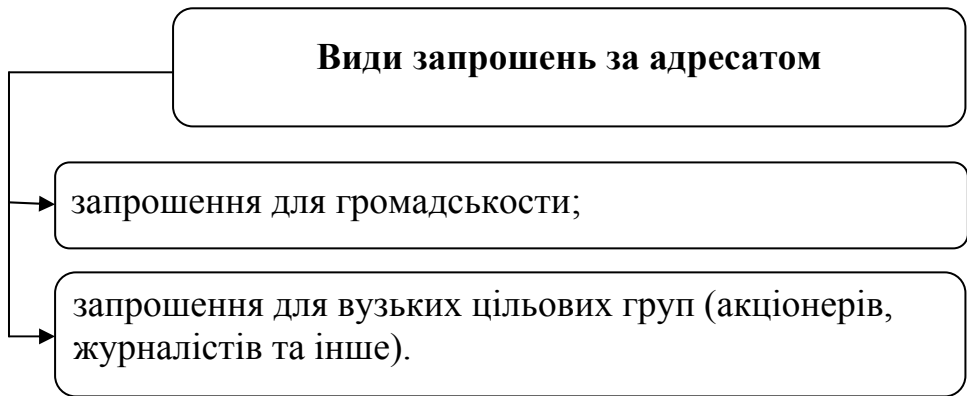 Види запрошень за адресатом
запрошення для громадськости;
запрошення для вузьких цільових груп (акціонерів,
журналістів та інше).